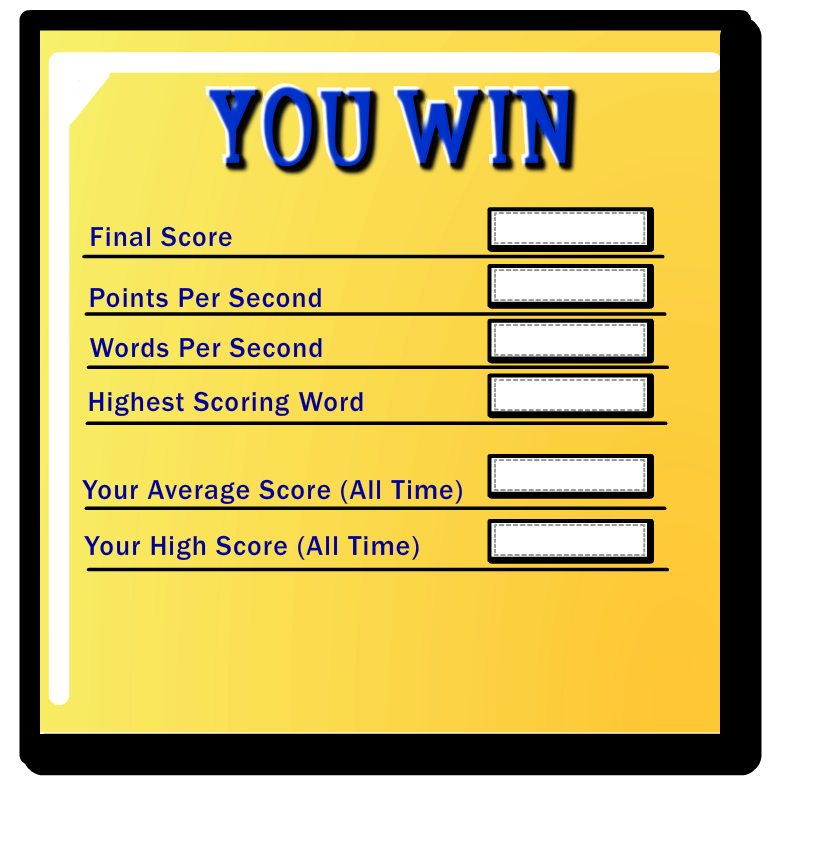 YOU WIN
Final Score
Points Per Second
Words Per Second
Highest Scoring Word
Your Average Score (All Time)
Your High Score (All Time)